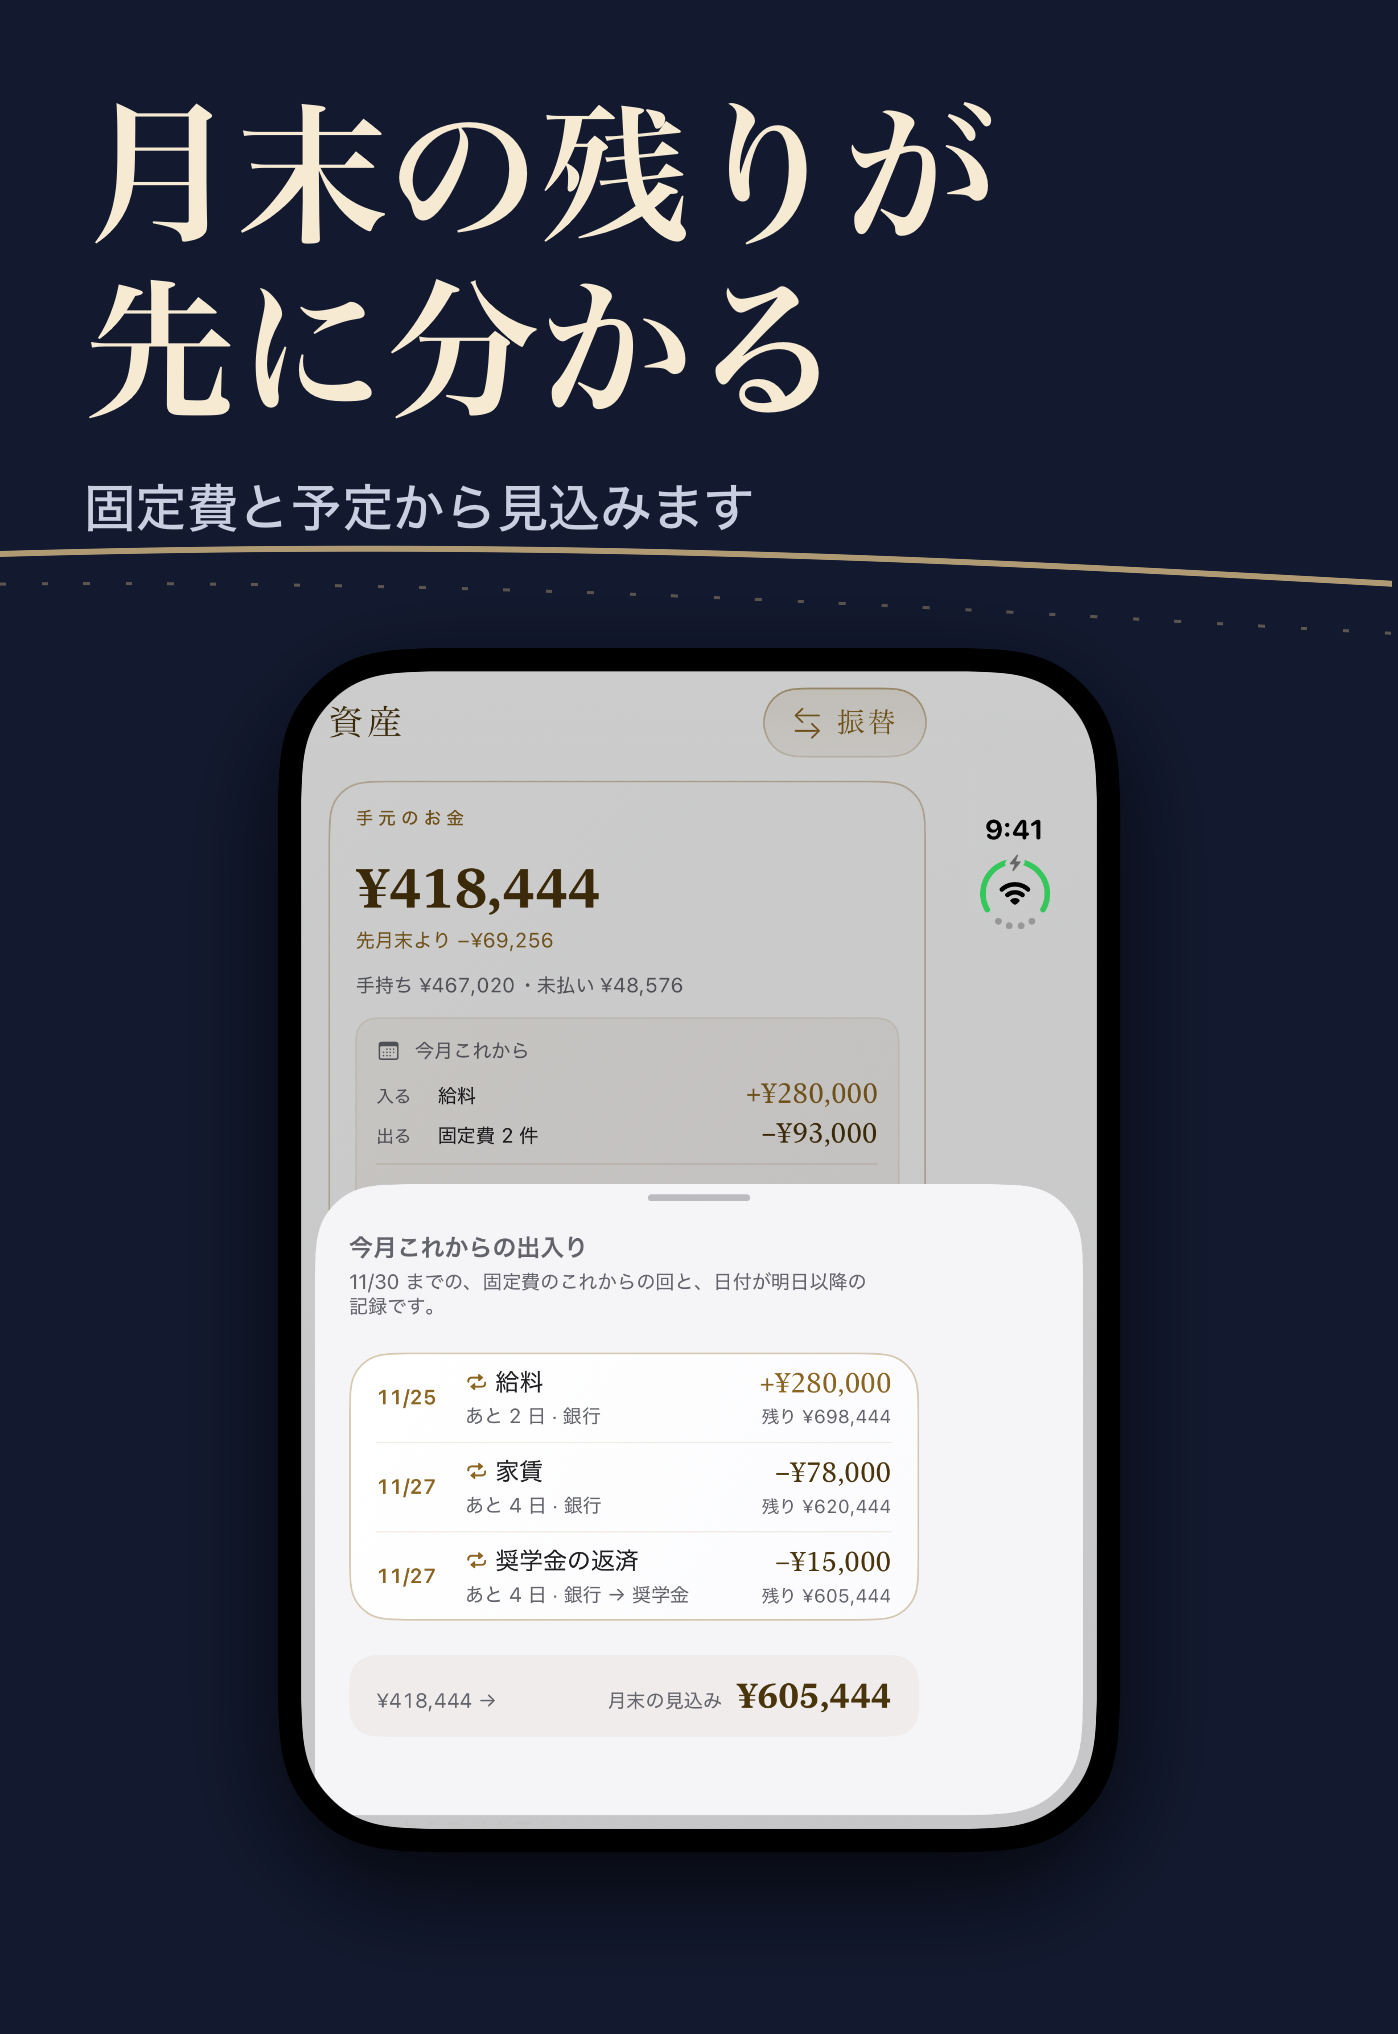 月末の残りが
先に分かる
固定費と予定から見込みます
資産
振替
9:41
手元のお金
¥418,444
先月末より −¥69,256
手持ち ¥467,020・未払い ¥48,576
今月これから
入る 給料 +¥280,000
出る 固定費 2 件 −¥93,000
今月これからの出入り
11/30 までの、固定費のこれからの回と、日付が明日以降の
記録です。
11/25 給料 +¥280,000
あと 2 日 · 銀行 残り ¥698,444
11/27 家賃 −¥78,000
あと 4 日 · 銀行 残り ¥620,444
11/27 奨学金の返済 −¥15,000
あと 4 日 · 銀行 → 奨学金 残り ¥605,444
¥418,444 → 月末の見込み ¥605,444